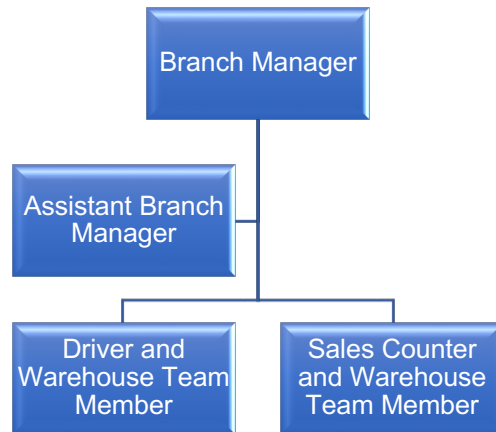 Branch Manager
Assistant Branch
Manager
Driver and
Warehouse Team
Member
Sales Counter
and Warehouse
Team Member